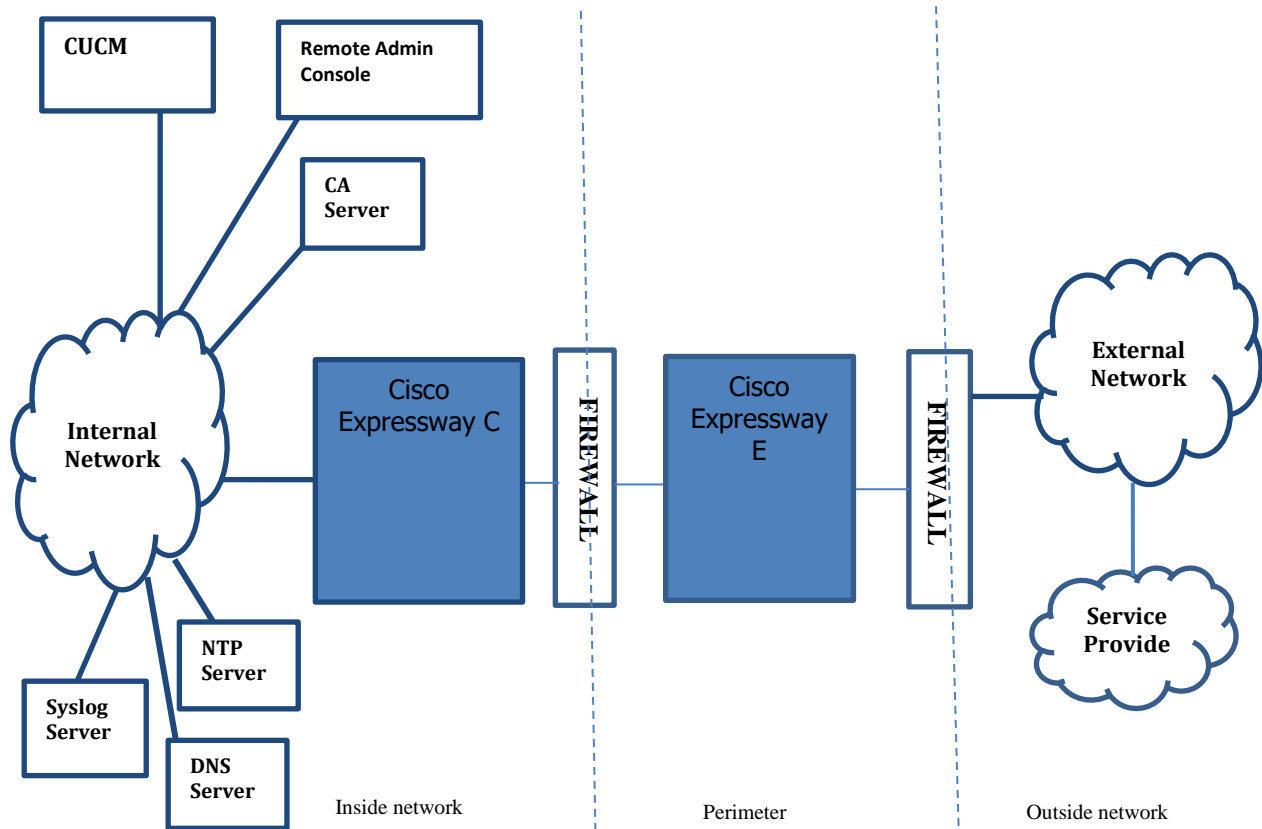 CUCM
Remote Admin
Console
CA
Server
Internal
Network
Cisco
Expressway C
FIREWALL
Cisco
Expressway
E
FIREWALL
External
Network
Service
Provide
NTP
Server
Syslog
Server
DNS
Server
Inside network
Perimeter
Outside network